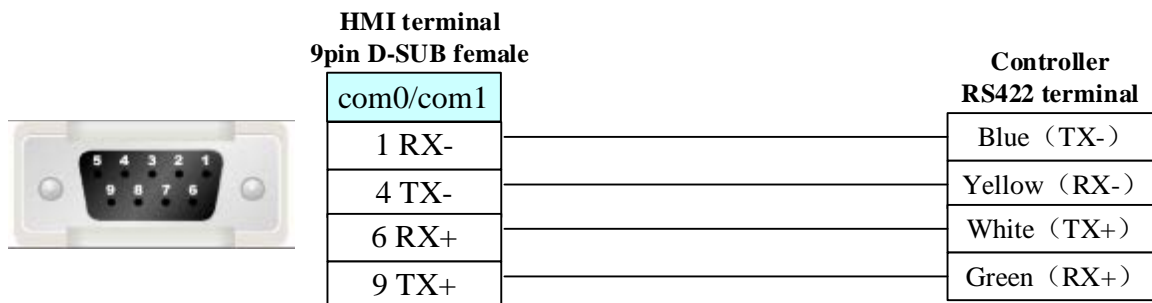 HMI terminal
9pin D-SUB female
com0/com1
1 RX-
4 TX-
6 RX+
9 TX+
Controller
RS422 terminal
Blue（TX-）
Yellow（RX-）
White（TX+）
Green（RX+）
5 4 3 2 1
9 8 7 6